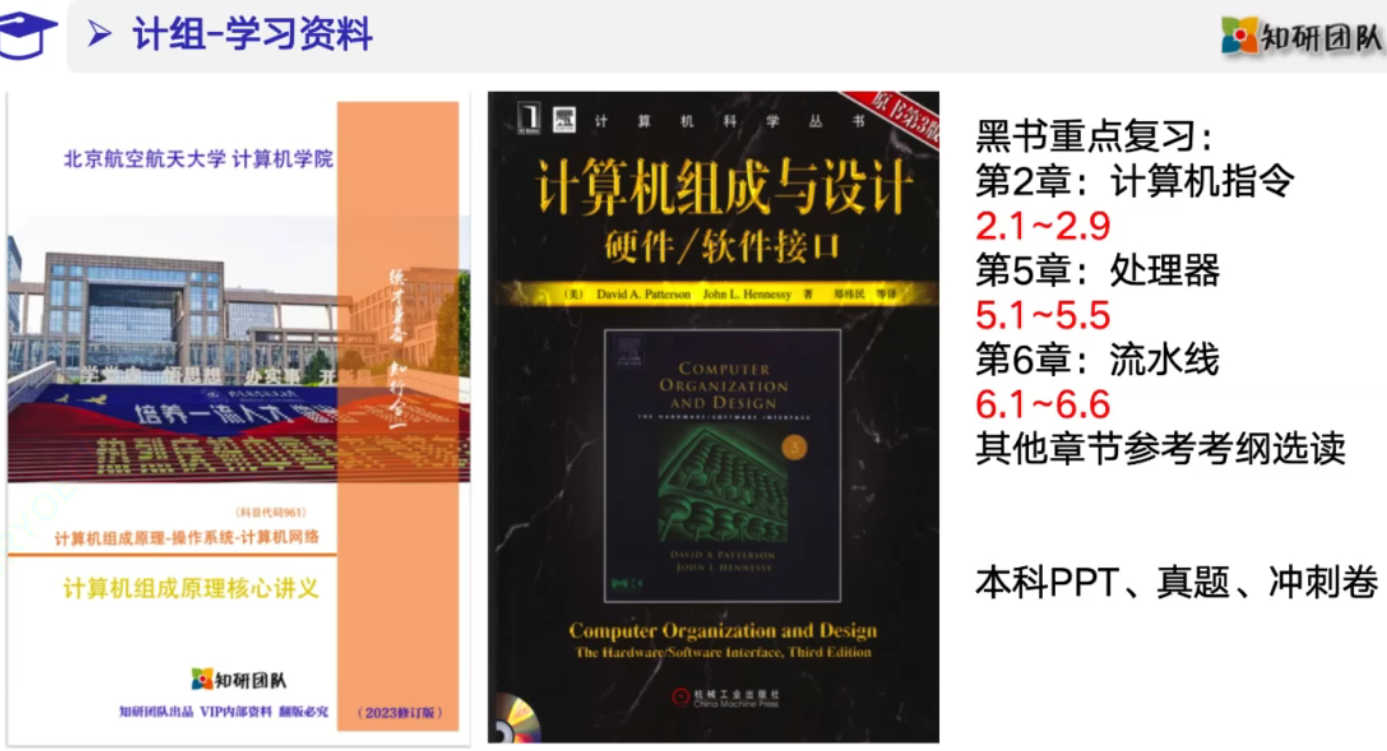 ➢ 计组-学习资料
知研团队
北京航空航天大学 计算机学院
德才兼备 知行合一
培养一流人才
(科目代码961)
计算机组成原理-操作系统-计算机网络
计算机组成原理核心讲义
知研团队
知研团队出品 VIP内部资料 翻版必究
(2023修订版)
计算机科学丛书
原书第3版
计算机组成与设计
硬件/软件接口
(美) David A. Patterson John L. Hennessy 著 郑纬民 等译
COMPUTER
ORGANIZATION
AND DESIGN
THE HARDWARE/SOFTWARE INTERFACE
3
DAVID A. PATTERSON
JOHN L. HENNESSY
Computer Organization and Design
The Hardware/Software Interface, Third Edition
机械工业出版社
China Machine Press
黑书重点复习：
第2章：计算机指令
2.1~2.9
第5章：处理器
5.1~5.5
第6章：流水线
6.1~6.6
其他章节参考考纲选读
本科PPT、真题、冲刺卷